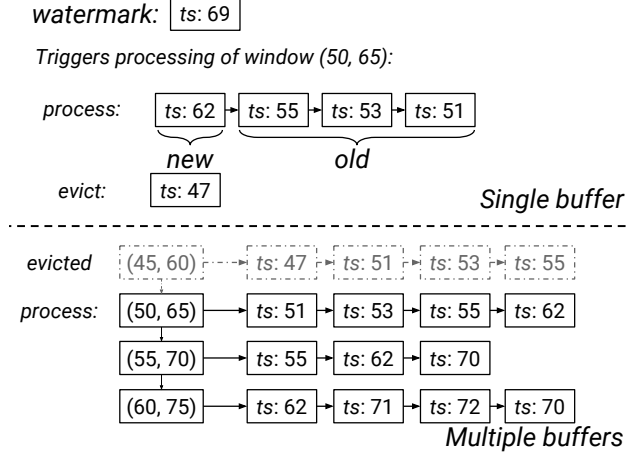 watermark: ts: 69
Triggers processing of window (50, 65):
process: ts: 62 ts: 55 ts: 53 ts: 51
new old
evict: ts: 47
Single buffer
evicted (45, 60) ts: 47 ts: 51 ts: 53 ts: 55
process: (50, 65) ts: 51 ts: 53 ts: 55 ts: 62
(55, 70) ts: 55 ts: 62 ts: 70
(60, 75) ts: 62 ts: 71 ts: 72 ts: 70
Multiple buffers